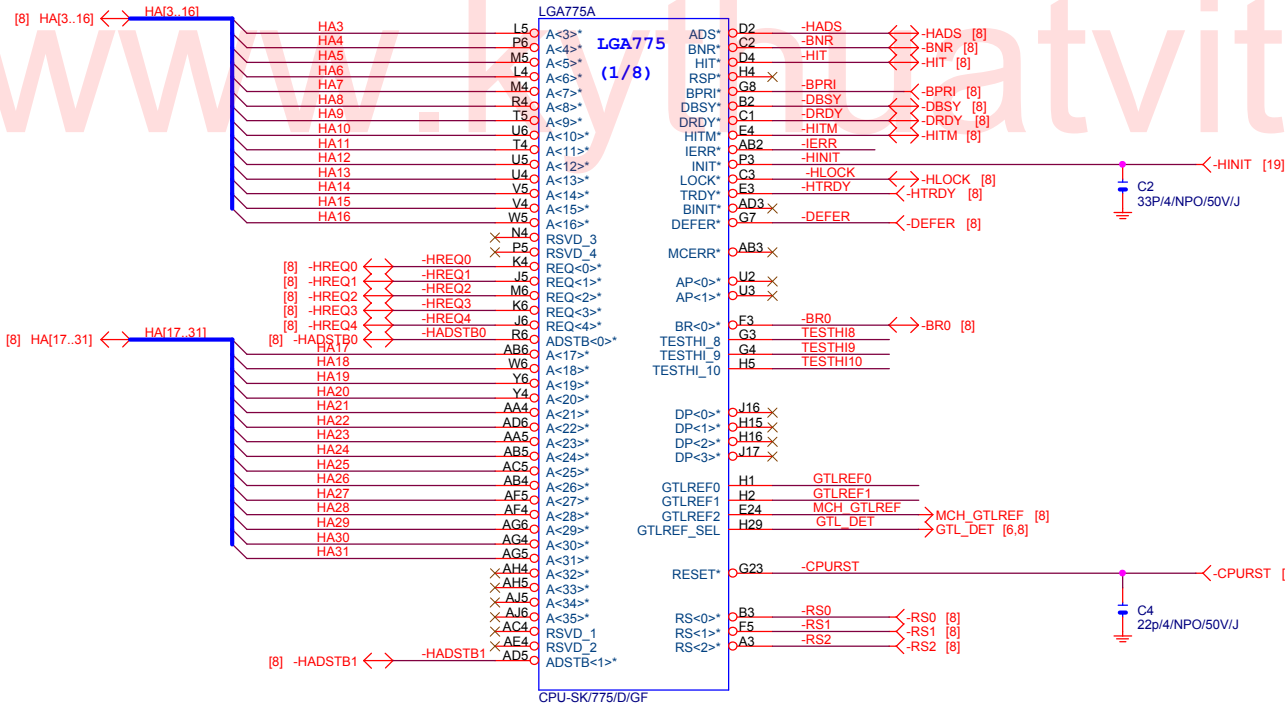 www.kythuatvit
LGA775A
LGA775
(1/8)
[8] HA[3..16] HA[3..16]
HA3 L5 A<3>*
HA4 P6 A<4>*
HA5 M5 A<5>*
HA6 L4 A<6>*
HA7 M4 A<7>*
HA8 R4 A<8>*
HA9 T5 A<9>*
HA10 U6 A<10>*
HA11 T4 A<11>*
HA12 U5 A<12>*
HA13 U4 A<13>*
HA14 V5 A<14>*
HA15 V4 A<15>*
HA16 W5 A<16>*
N4 RSVD_3
P5 RSVD_4
[8] -HREQ0 -HREQ0 K4 REQ<0>*
[8] -HREQ1 -HREQ1 J5 REQ<1>*
[8] -HREQ2 -HREQ2 M6 REQ<2>*
[8] -HREQ3 -HREQ3 K6 REQ<3>*
[8] -HREQ4 -HREQ4 J6 REQ<4>*
[8] -HADSTB0 -HADSTB0 R6 ADSTB<0>*
[8] HA[17..31] HA[17..31]
HA17 AB6 A<17>*
HA18 W6 A<18>*
HA19 Y6 A<19>*
HA20 Y4 A<20>*
HA21 AA4 A<21>*
HA22 AD6 A<22>*
HA23 AA5 A<23>*
HA24 AB5 A<24>*
HA25 AC5 A<25>*
HA26 AB4 A<26>*
HA27 AF5 A<27>*
HA28 AF4 A<28>*
HA29 AG6 A<29>*
HA30 AG4 A<30>*
HA31 AG5 A<31>*
AH4 A<32>*
AH5 A<33>*
AJ5 A<34>*
AJ6 A<35>*
AC4 RSVD_1
AE4 RSVD_2
[8] -HADSTB1 -HADSTB1 AD5 ADSTB<1>*
ADS* D2 -HADS -HADS [8]
BNR* C2 -BNR -BNR [8]
HIT* D4 -HIT -HIT [8]
RSP* H4
BPRI* G8 -BPRI -BPRI [8]
DBSY* B2 -DBSY -DBSY [8]
DRDY* C1 -DRDY -DRDY [8]
HITM* E4 -HITM -HITM [8]
IERR* AB2 -IERR
INIT* P3 -HINIT -HINIT [19]
LOCK* C3 -HLOCK -HLOCK [8]
TRDY* E3 -HTRDY -HTRDY [8]
BINIT* AD3
DEFER* G7 -DEFER -DEFER [8]
C2
33P/4/NPO/50V/J
MCERR* AB3
AP<0>* U2
AP<1>* U3
BR<0>* F3 -BR0 -BR0 [8]
TESTHI_8 G3 TESTHI8
TESTHI_9 G4 TESTHI9
TESTHI_10 H5 TESTHI10
DP<0>* J16
DP<1>* H15
DP<2>* H16
DP<3>* J17
GTLREF0 H1 GTLREF0
GTLREF1 H2 GTLREF1
GTLREF2 E24 MCH_GTLREF MCH_GTLREF [8]
GTLREF_SEL H29 GTL_DET GTL_DET [6,8]
RESET* G23 -CPURST -CPURST [
C4
22p/4/NPO/50V/J
RS<0>* B3 -RS0 -RS0 [8]
RS<1>* F5 -RS1 -RS1 [8]
RS<2>* A3 -RS2 -RS2 [8]
CPU-SK/775/D/GF